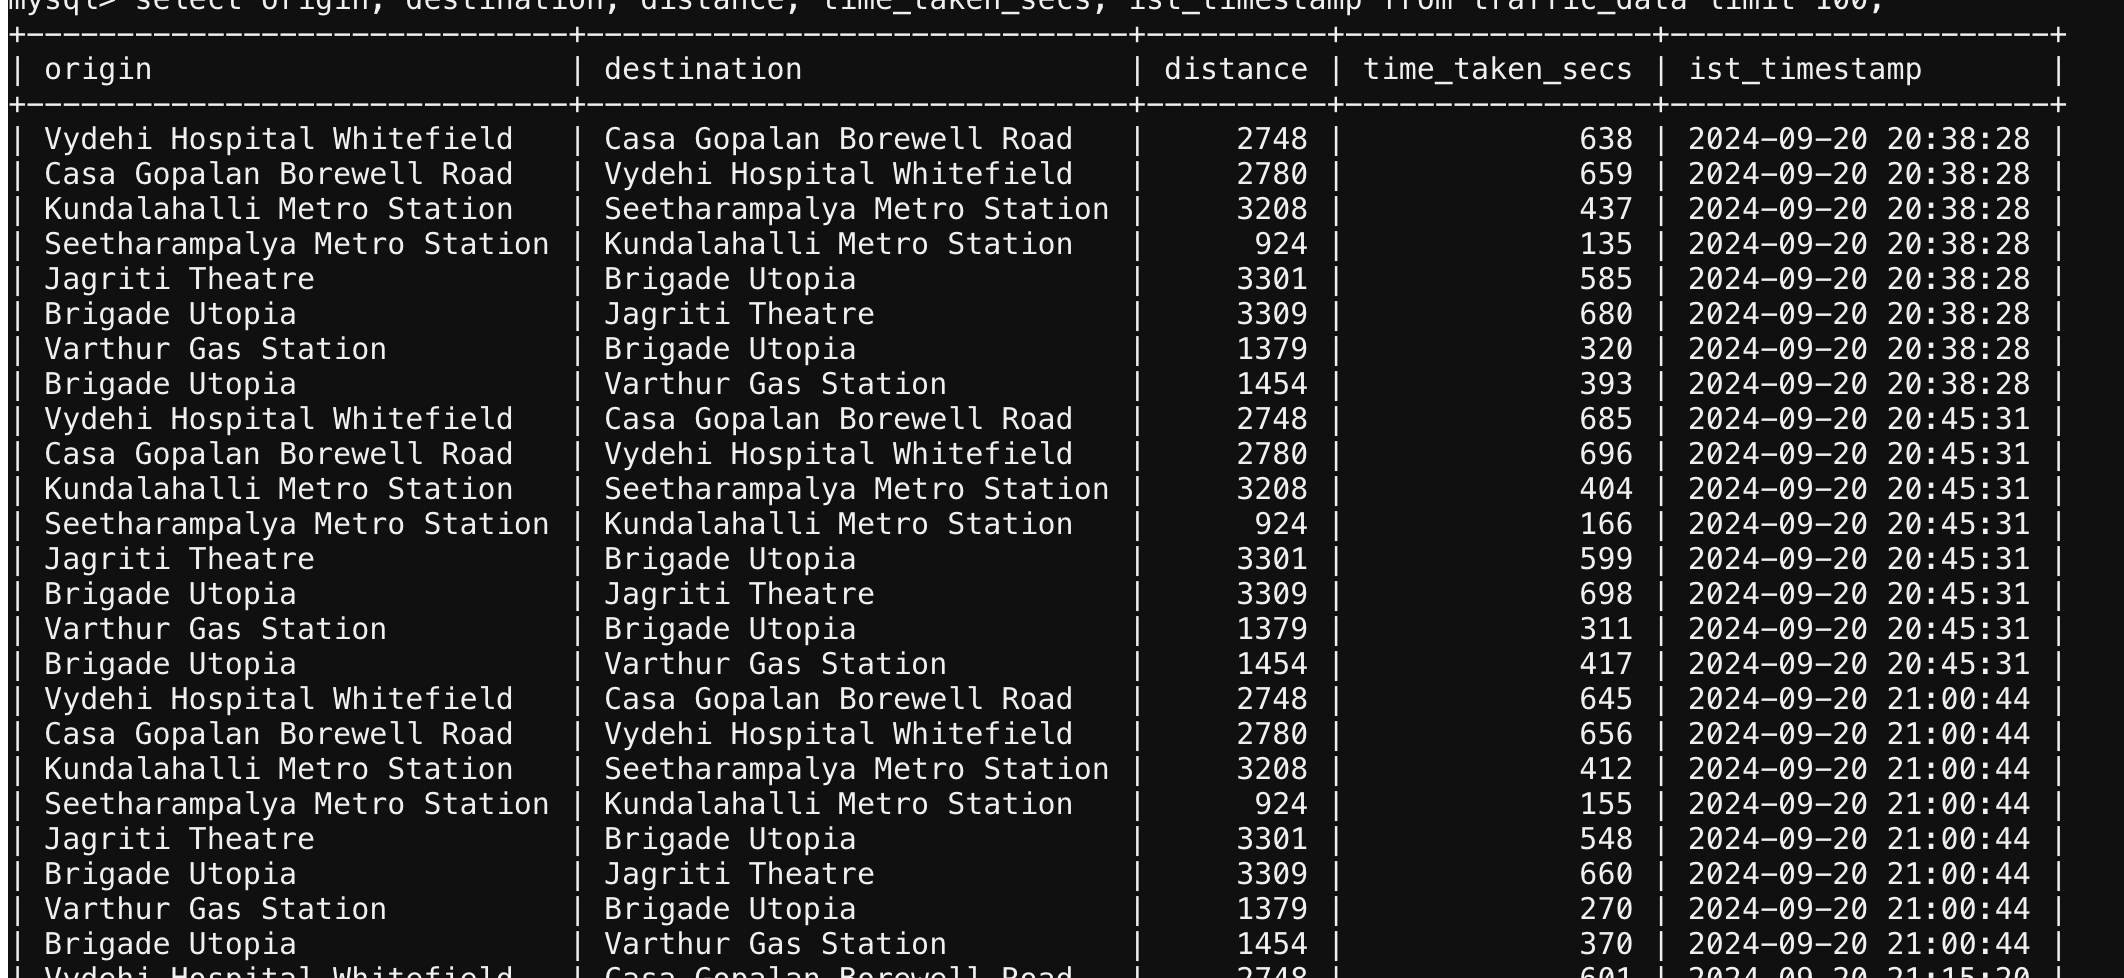 mysql> select origin, destination, distance, time_taken_secs, ist_timestamp from traffic_data limit 100;
+------------------------------+------------------------------+----------+-----------------+---------------------+
| origin                       | destination                  | distance | time_taken_secs | ist_timestamp       |
+------------------------------+------------------------------+----------+-----------------+---------------------+
| Vydehi Hospital Whitefield   | Casa Gopalan Borewell Road   |     2748 |             638 | 2024-09-20 20:38:28 |
| Casa Gopalan Borewell Road   | Vydehi Hospital Whitefield   |     2780 |             659 | 2024-09-20 20:38:28 |
| Kundalahalli Metro Station   | Seetharampalya Metro Station |     3208 |             437 | 2024-09-20 20:38:28 |
| Seetharampalya Metro Station | Kundalahalli Metro Station   |      924 |             135 | 2024-09-20 20:38:28 |
| Jagriti Theatre              | Brigade Utopia               |     3301 |             585 | 2024-09-20 20:38:28 |
| Brigade Utopia               | Jagriti Theatre              |     3309 |             680 | 2024-09-20 20:38:28 |
| Varthur Gas Station          | Brigade Utopia               |     1379 |             320 | 2024-09-20 20:38:28 |
| Brigade Utopia               | Varthur Gas Station          |     1454 |             393 | 2024-09-20 20:38:28 |
| Vydehi Hospital Whitefield   | Casa Gopalan Borewell Road   |     2748 |             685 | 2024-09-20 20:45:31 |
| Casa Gopalan Borewell Road   | Vydehi Hospital Whitefield   |     2780 |             696 | 2024-09-20 20:45:31 |
| Kundalahalli Metro Station   | Seetharampalya Metro Station |     3208 |             404 | 2024-09-20 20:45:31 |
| Seetharampalya Metro Station | Kundalahalli Metro Station   |      924 |             166 | 2024-09-20 20:45:31 |
| Jagriti Theatre              | Brigade Utopia               |     3301 |             599 | 2024-09-20 20:45:31 |
| Brigade Utopia               | Jagriti Theatre              |     3309 |             698 | 2024-09-20 20:45:31 |
| Varthur Gas Station          | Brigade Utopia               |     1379 |             311 | 2024-09-20 20:45:31 |
| Brigade Utopia               | Varthur Gas Station          |     1454 |             417 | 2024-09-20 20:45:31 |
| Vydehi Hospital Whitefield   | Casa Gopalan Borewell Road   |     2748 |             645 | 2024-09-20 21:00:44 |
| Casa Gopalan Borewell Road   | Vydehi Hospital Whitefield   |     2780 |             656 | 2024-09-20 21:00:44 |
| Kundalahalli Metro Station   | Seetharampalya Metro Station |     3208 |             412 | 2024-09-20 21:00:44 |
| Seetharampalya Metro Station | Kundalahalli Metro Station   |      924 |             155 | 2024-09-20 21:00:44 |
| Jagriti Theatre              | Brigade Utopia               |     3301 |             548 | 2024-09-20 21:00:44 |
| Brigade Utopia               | Jagriti Theatre              |     3309 |             660 | 2024-09-20 21:00:44 |
| Varthur Gas Station          | Brigade Utopia               |     1379 |             270 | 2024-09-20 21:00:44 |
| Brigade Utopia               | Varthur Gas Station          |     1454 |             370 | 2024-09-20 21:00:44 |
| Vydehi Hospital Whitefield   | Casa Gopalan Borewell Road   |     2748 |             601 | 2024-09-20